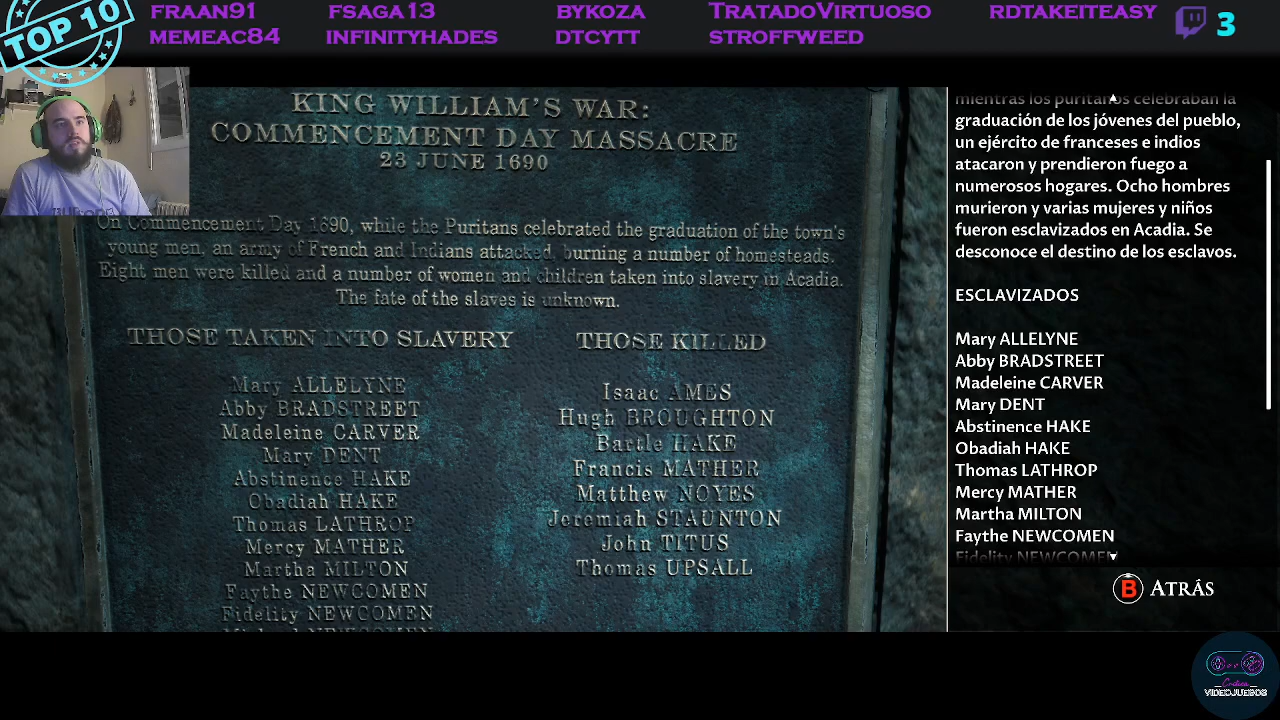 TOP 10
FRAAN91
FSAGA13
BYKOZA
TRATADOVIRTUOSO
RDTAKEITEASY
3
MEMEAC84
INFINITYHADES
DTCYTT
STROFFWEED
KING WILLIAM'S WAR:
COMMENCEMENT DAY MASSACRE
23 JUNE 1690
On Commencement Day 1690, while the Puritans celebrated the graduation of the town's
young men, an army of French and Indians attacked, burning a number of homesteads.
Eight men were killed and a number of women and children taken into slavery in Acadia.
The fate of the slaves is unknown.
THOSE TAKEN INTO SLAVERY
Mary ALLELYNE
Abby BRADSTREET
Madeleine CARVER
Mary DENT
Abstinence HAKE
Obadiah HAKE
Thomas LATHROP
Mercy MATHER
Martha MILTON
Faythe NEWCOMEN
Fidelity NEWCOMEN
THOSE KILLED
Isaac AMES
Hugh BROUGHTON
Bartle HAKE
Francis MATHER
Matthew NOYES
Jeremiah STAUNTON
John TITUS
Thomas UPSALL
mientras los puritanos celebraban la
graduación de los jóvenes del pueblo,
un ejército de franceses e indios
atacaron y prendieron fuego a
numerosos hogares. Ocho hombres
murieron y varias mujeres y niños
fueron esclavizados en Acadia. Se
desconoce el destino de los esclavos.
ESCLAVIZADOS
Mary ALLELYNE
Abby BRADSTREET
Madeleine CARVER
Mary DENT
Abstinence HAKE
Obadiah HAKE
Thomas LATHROP
Mercy MATHER
Martha MILTON
Faythe NEWCOMEN
Fidelity NEWCOMEN
B ATRÁS
VIDEOJUEGOS